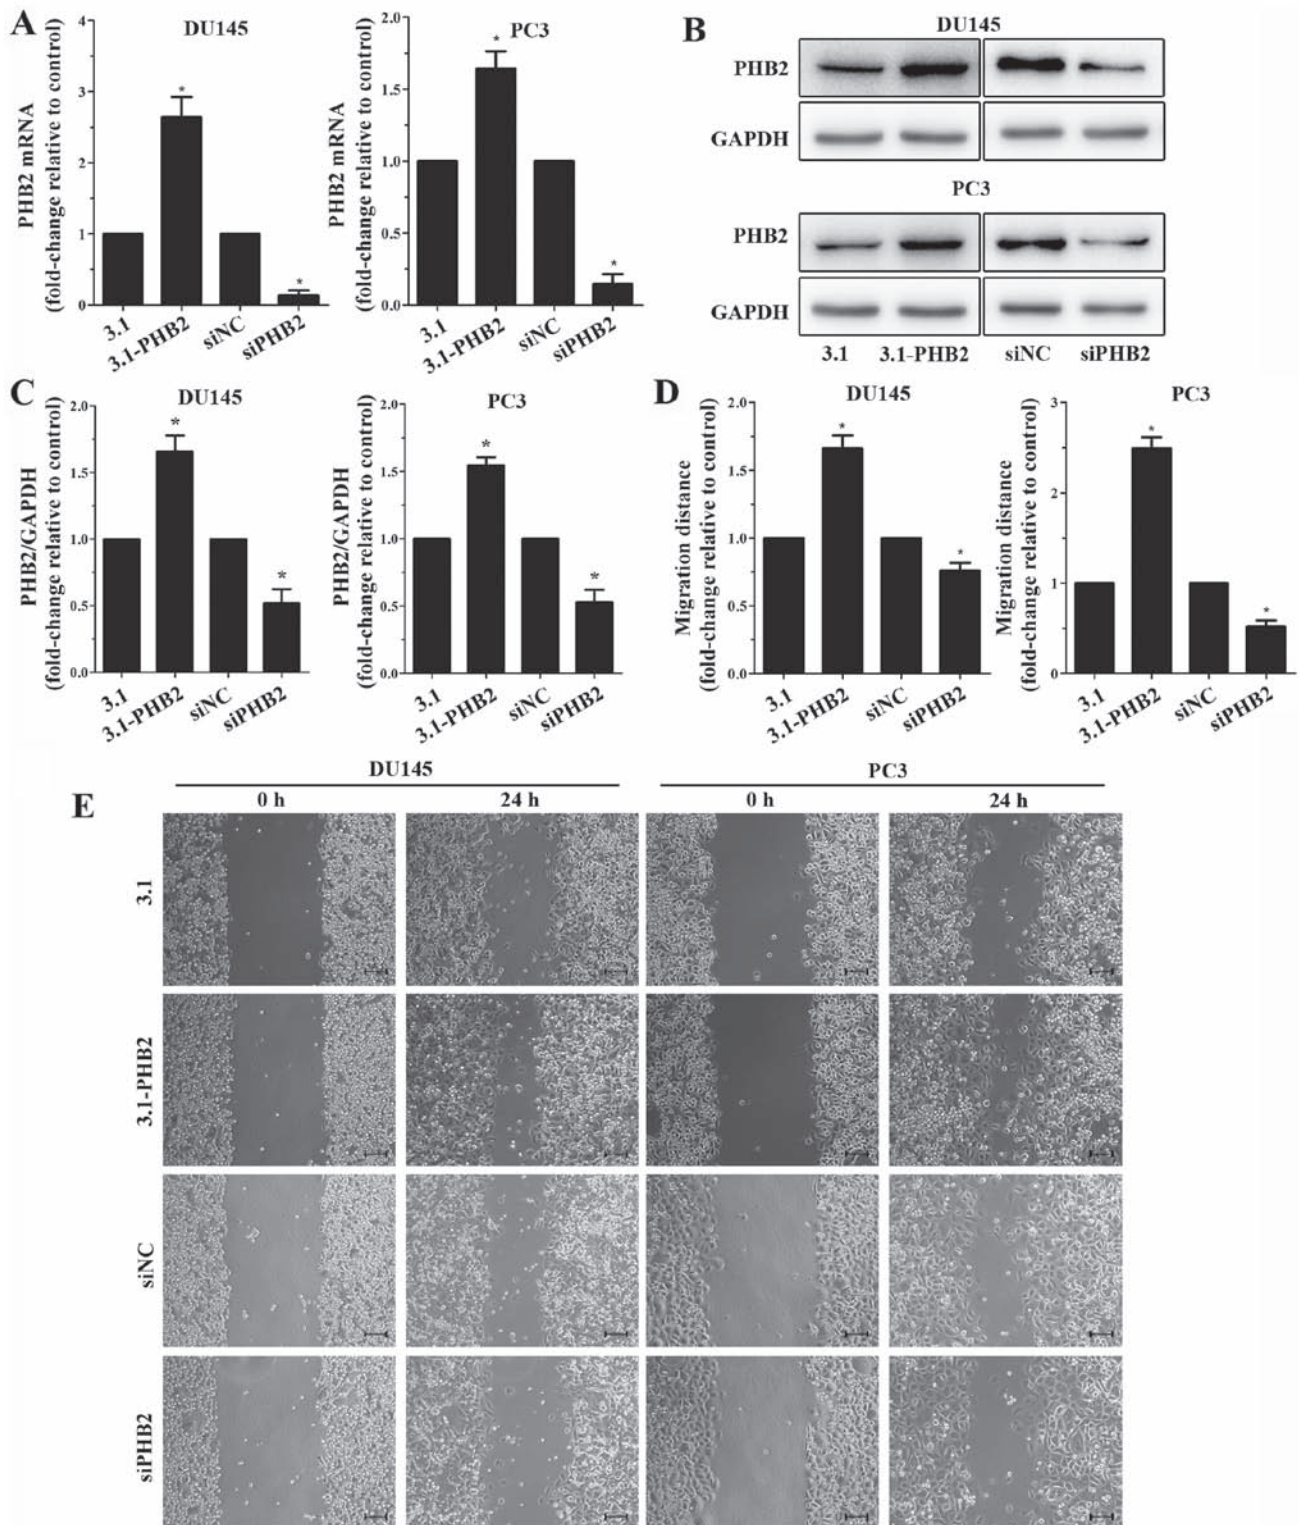 A
DU145
PHB2 mRNA
(fold-change relative to control)
4
3
2
1
0
*
*
3.1
3.1-PHB2
siNC
siPHB2
PC3
PHB2 mRNA
(fold-change relative to control)
2.0
1.5
1.0
0.5
0.0
*
*
3.1
3.1-PHB2
siNC
siPHB2
B
DU145
PHB2
GAPDH
PC3
PHB2
GAPDH
3.1 3.1-PHB2 siNC siPHB2
C
DU145
PHB2/GAPDH
(fold-change relative to control)
2.0
1.5
1.0
0.5
0.0
*
*
3.1
3.1-PHB2
siNC
siPHB2
PC3
PHB2/GAPDH
(fold-change relative to control)
2.0
1.5
1.0
0.5
0.0
*
*
3.1
3.1-PHB2
siNC
siPHB2
D
DU145
Migration distance
(fold-change relative to control)
2.0
1.5
1.0
0.5
0.0
*
*
3.1
3.1-PHB2
siNC
siPHB2
PC3
Migration distance
(fold-change relative to control)
3
2
1
0
*
*
3.1
3.1-PHB2
siNC
siPHB2
E
DU145 PC3
0 h 24 h 0 h 24 h
3.1
3.1-PHB2
siNC
siPHB2